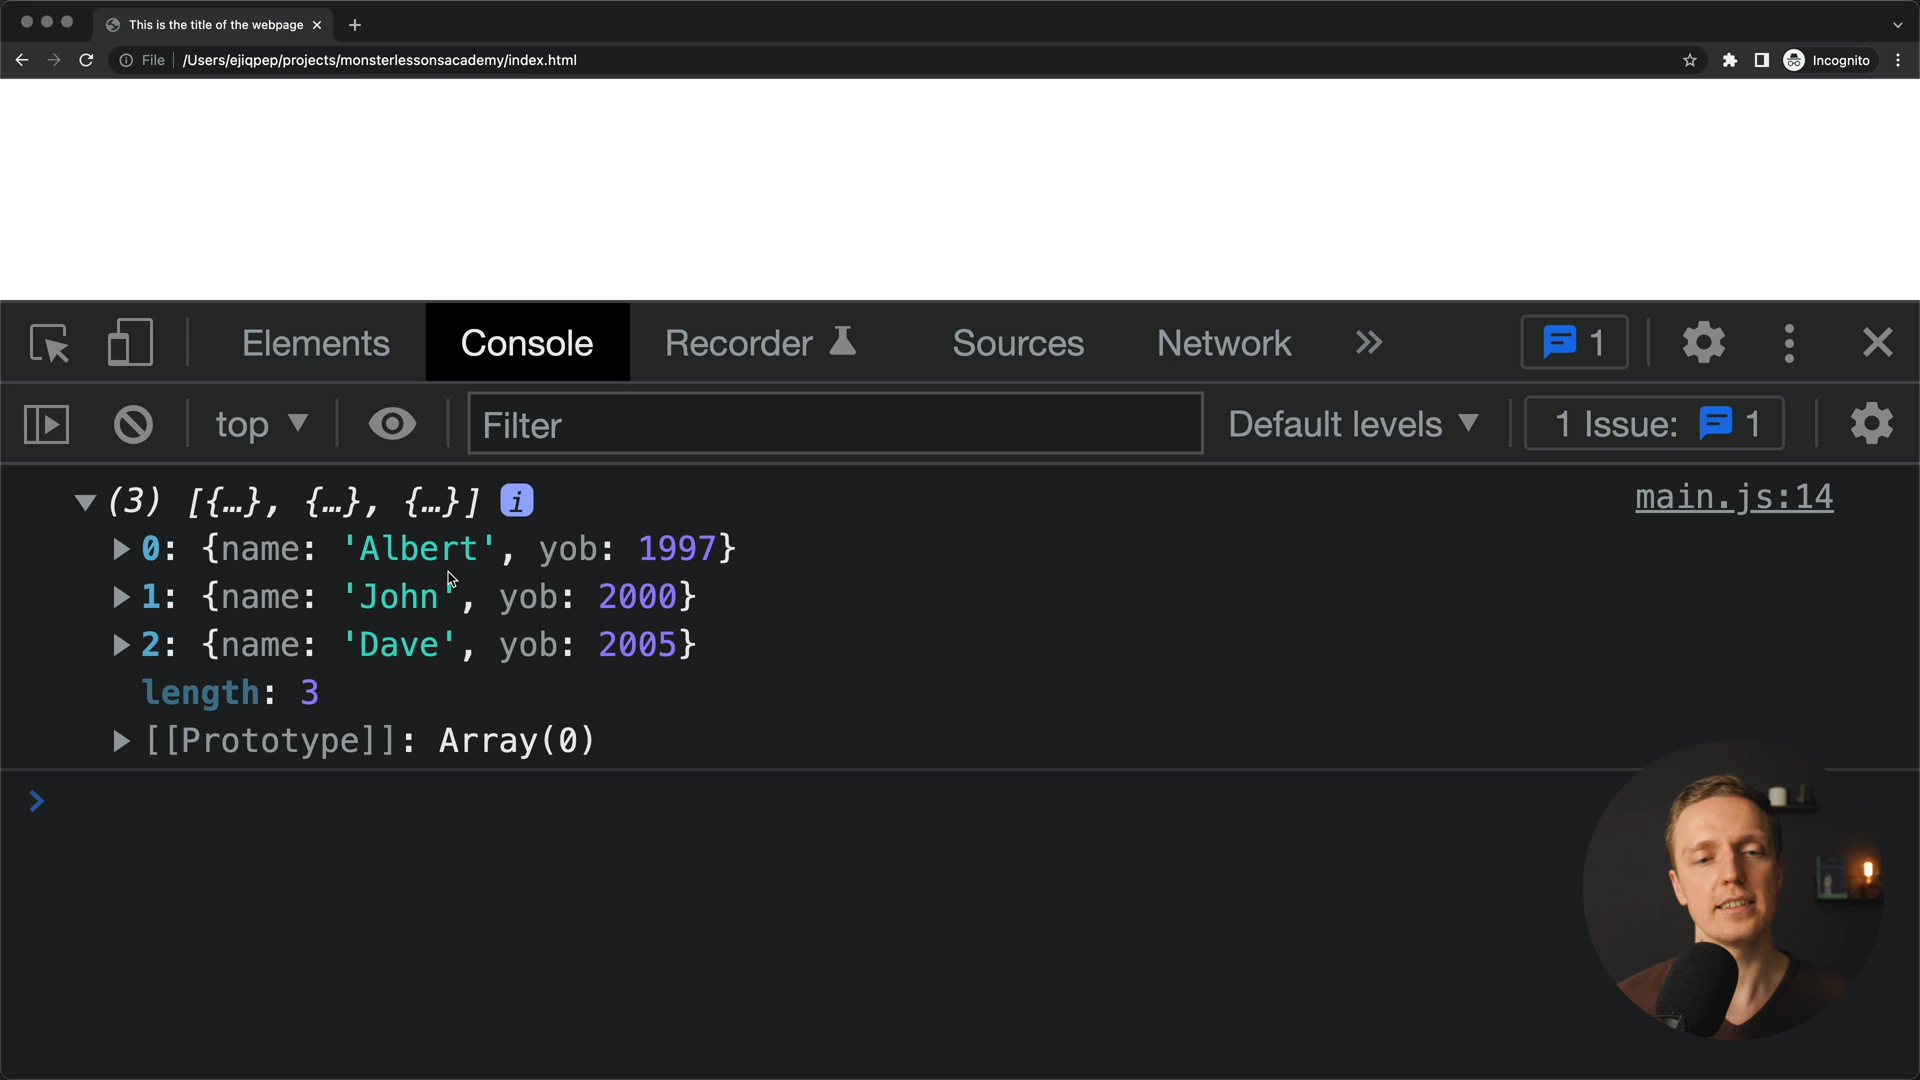 This is the title of the webpage
File /Users/ejiqpep/projects/monsterlessonsacademy/index.html Incognito
Elements Console Recorder Sources Network 1
top Filter Default levels 1 Issue: 1
(3) [{…}, {…}, {…}] i main.js:14
0: {name: 'Albert', yob: 1997}
1: {name: 'John', yob: 2000}
2: {name: 'Dave', yob: 2005}
length: 3
[[Prototype]]: Array(0)